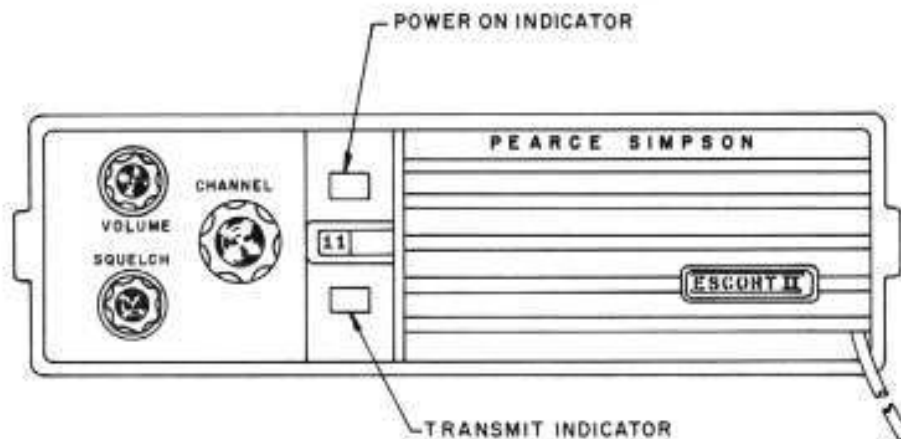 POWER ON INDICATOR
PEARCE SIMPSON
CHANNEL
VOLUME
11
SQUELCH
ESCORT II
TRANSMIT INDICATOR